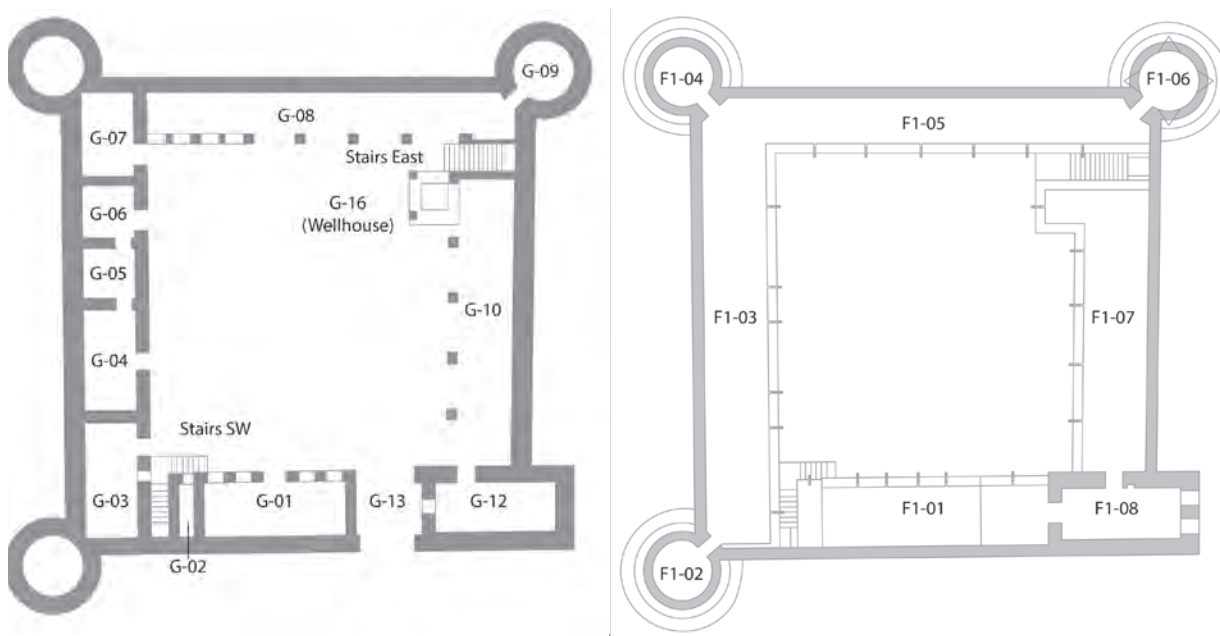 G-09
G-08
G-07
Stairs East
G-06
G-16
(Wellhouse)
G-05
G-10
G-04
Stairs SW
G-03
G-01
G-13
G-12
G-02
F1-04
F1-06
F1-05
F1-03
F1-07
F1-01
F1-08
F1-02